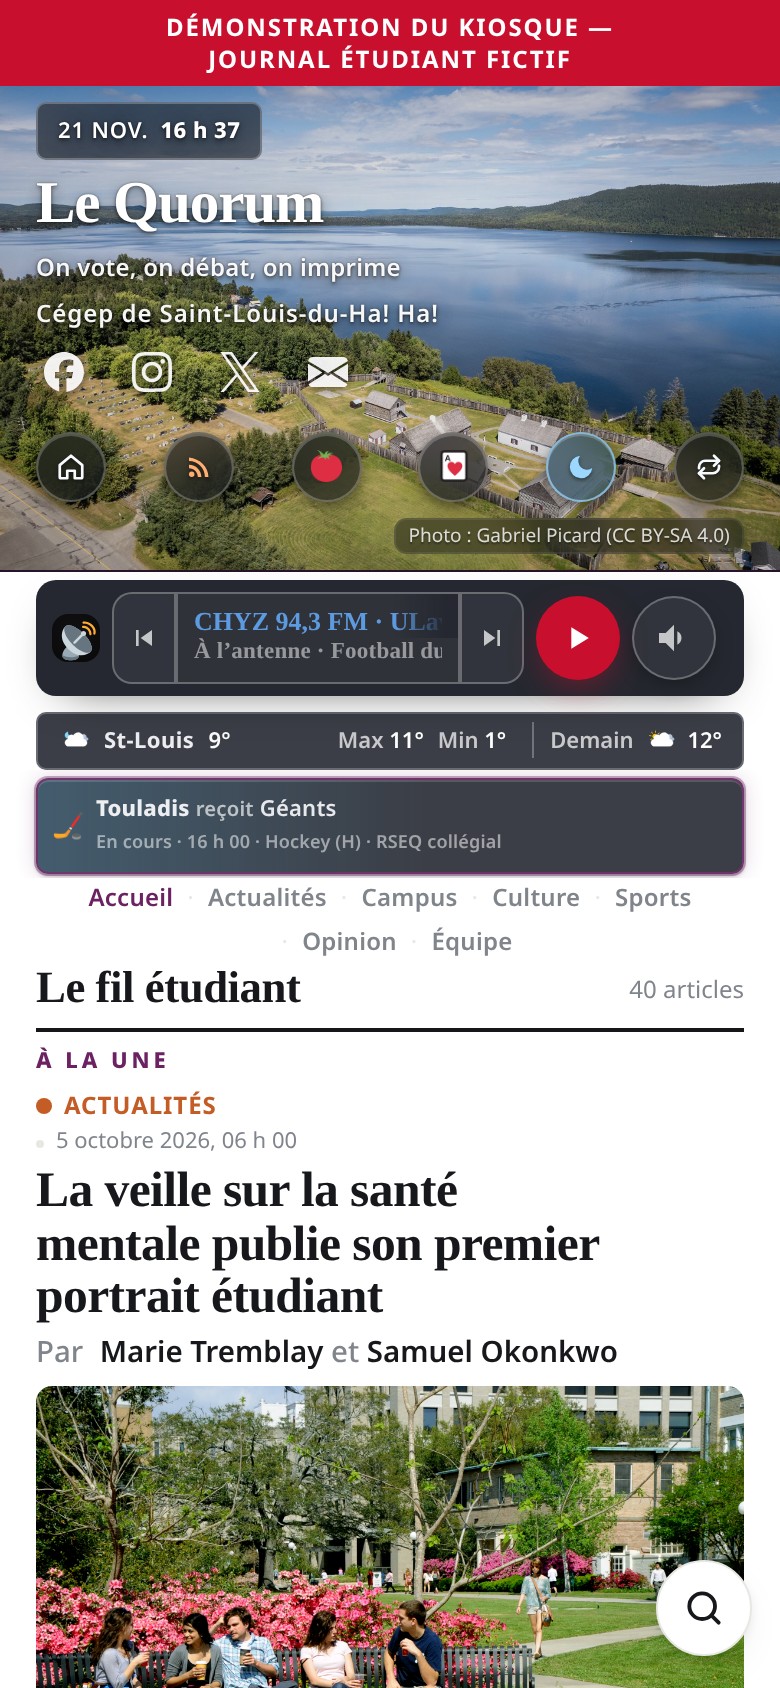 DÉMONSTRATION DU KIOSQUE —
JOURNAL ÉTUDIANT FICTIF
21 NOV. 16 h 37
Le Quorum
On vote, on débat, on imprime
Cégep de Saint-Louis-du-Ha! Ha!
Photo : Gabriel Picard (CC BY-SA 4.0)
CHYZ 94,3 FM · ULav
À l’antenne · Football du
St-Louis 9° Max 11° Min 1° Demain 12°
Touladis reçoit Géants
En cours · 16 h 00 · Hockey (H) · RSEQ collégial
Accueil · Actualités · Campus · Culture · Sports
· Opinion · Équipe
Le fil étudiant 40 articles
À LA UNE
ACTUALITÉS
5 octobre 2026, 06 h 00
La veille sur la santé
mentale publie son premier
portrait étudiant
Par Marie Tremblay et Samuel Okonkwo